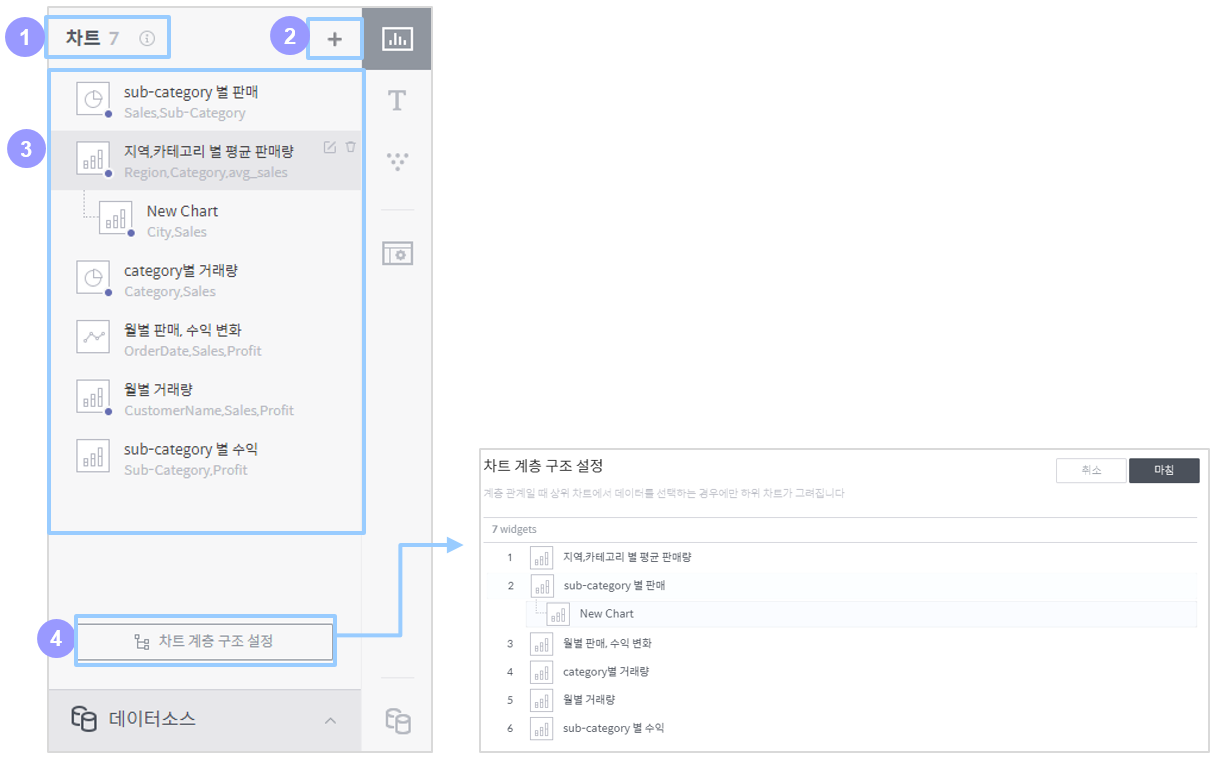 1
차트 7
2
+
sub-category 별 판매
Sales,Sub-Category
T
3
지역,카테고리 별 평균 판매량
Region,Category,avg_sales
New Chart
City,Sales
category별 거래량
Category,Sales
월별 판매, 수익 변화
OrderDate,Sales,Profit
월별 거래량
CustomerName,Sales,Profit
sub-category 별 수익
Sub-Category,Profit
4
차트 계층 구조 설정
데이터소스
차트 계층 구조 설정
취소
마침
계층 관계일 때 상위 차트에서 데이터를 선택하는 경우에만 하위 차트가 그려집니다
7 widgets
1 지역,카테고리 별 평균 판매량
2 sub-category 별 판매
New Chart
3 월별 판매, 수익 변화
4 category별 거래량
5 월별 거래량
6 sub-category 별 수익